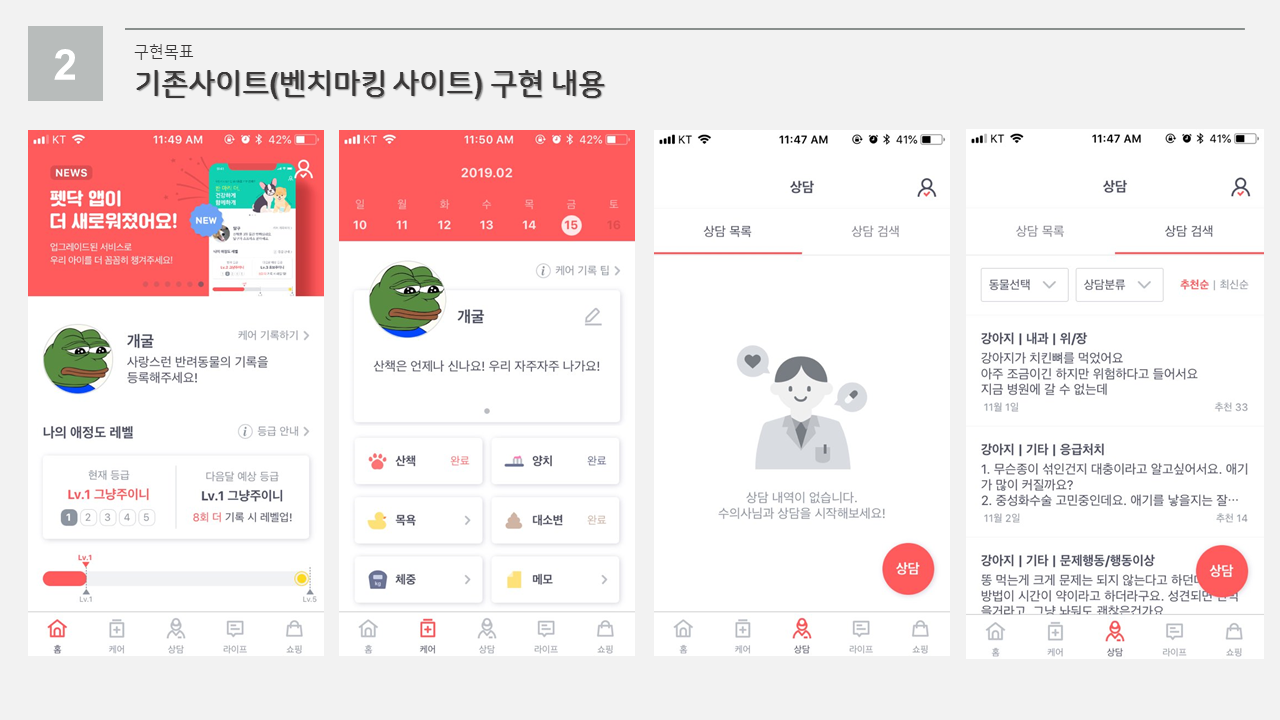 2
구현목표
기존사이트(벤치마킹 사이트) 구현 내용
KT 11:49 AM 42%
NEWS
펫닥 앱이
더 새로워졌어요!
NEW
업그레이드된 서비스로
우리 아이를 더 꼼꼼히 챙겨주세요!
개굴
케어 기록하기
사랑스런 반려동물의 기록을
등록해주세요!
나의 애정도 레벨
등급 안내
현재 등급
Lv.1 그냥주이니
1 2 3 4 5
다음달 예상 등급
Lv.1 그냥주이니
8회 더 기록 시 레벨업!
Lv.1
Lv.1
Lv.5
홈 케어 상담 라이프 쇼핑
KT 11:50 AM 42%
2019.02
일 월 화 수 목 금 토
10 11 12 13 14 15 16
케어 기록 팁
개굴
산책은 언제나 신나요! 우리 자주자주 나가요!
산책 완료
양치 완료
목욕
대소변 완료
kg
체중
메모
홈 케어 상담 라이프 쇼핑
KT 11:47 AM 41%
상담
상담 목록 상담 검색
상담 내역이 없습니다.
수의사님과 상담을 시작해보세요!
상담
홈 케어 상담 라이프 쇼핑
KT 11:47 AM 41%
상담
상담 목록 상담 검색
동물선택 상담분류 추천순 | 최신순
강아지 | 내과 | 위/장
강아지가 치킨뼈를 먹었어요
아주 조금이긴 하지만 위험하다고 들어서요
지금 병원에 갈 수 없는데
11월 1일 추천 33
강아지 | 기타 | 응급처치
1. 무슨종이 섞인건지 대충이라고 알고싶어서요. 애기
가 많이 커질까요?
2. 중성화수술 고민중인데요. 애기를 낳을지는 잘…
11월 2일 추천 14
강아지 | 기타 | 문제행동/행동이상
똥 먹는게 크게 문제는 되지 않는다고 하던
방법이 시간이 약이라고 하더라구요. 성견되면
을거라고, 그냥 놔둬도 괜찮은건가요
상담
홈 케어 상담 라이프 쇼핑